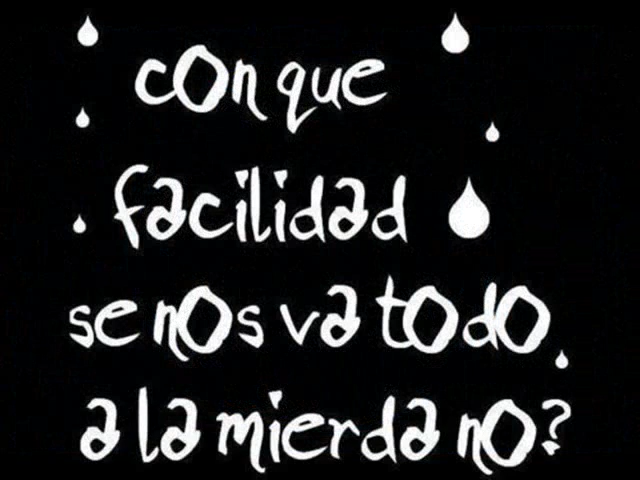 con que
facilidad
se nos va todo
a la mierda no?